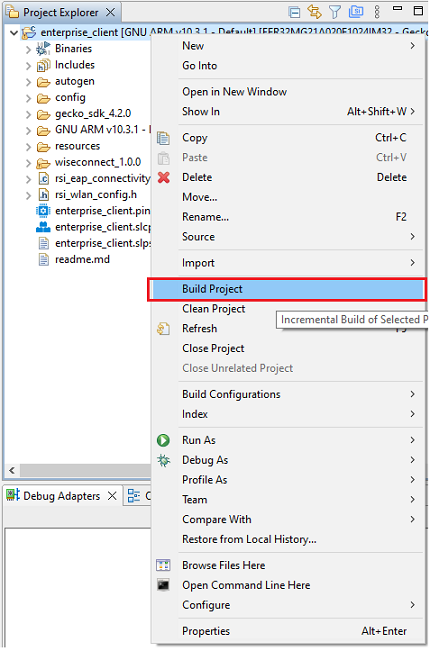 Project Explorer
enterprise_client [GNU ARM v10.3.1 - Default] [EFR32MG21A020F1024IM32 - Gecko
Binaries
Includes
autogen
config
gecko_sdk_4.2.0
GNU ARM v10.3.1 -
resources
wiseconnect_1.0.0
rsi_eap_connectivity
rsi_wlan_config.h
enterprise_client.pin
enterprise_client.slcp
enterprise_client.slps
readme.md
New
Go Into
Open in New Window
Show In Alt+Shift+W
Copy Ctrl+C
Paste Ctrl+V
Delete Delete
Move...
Rename... F2
Source
Import
Build Project
Clean Project
Incremental Build of Selected
Refresh
Close Project
Close Unrelated Project
Build Configurations
Index
Run As
Debug As
Profile As
Team
Compare With
Restore from Local History...
Browse Files Here
Open Command Line Here
Configure
Properties Alt+Enter
Debug Adapters